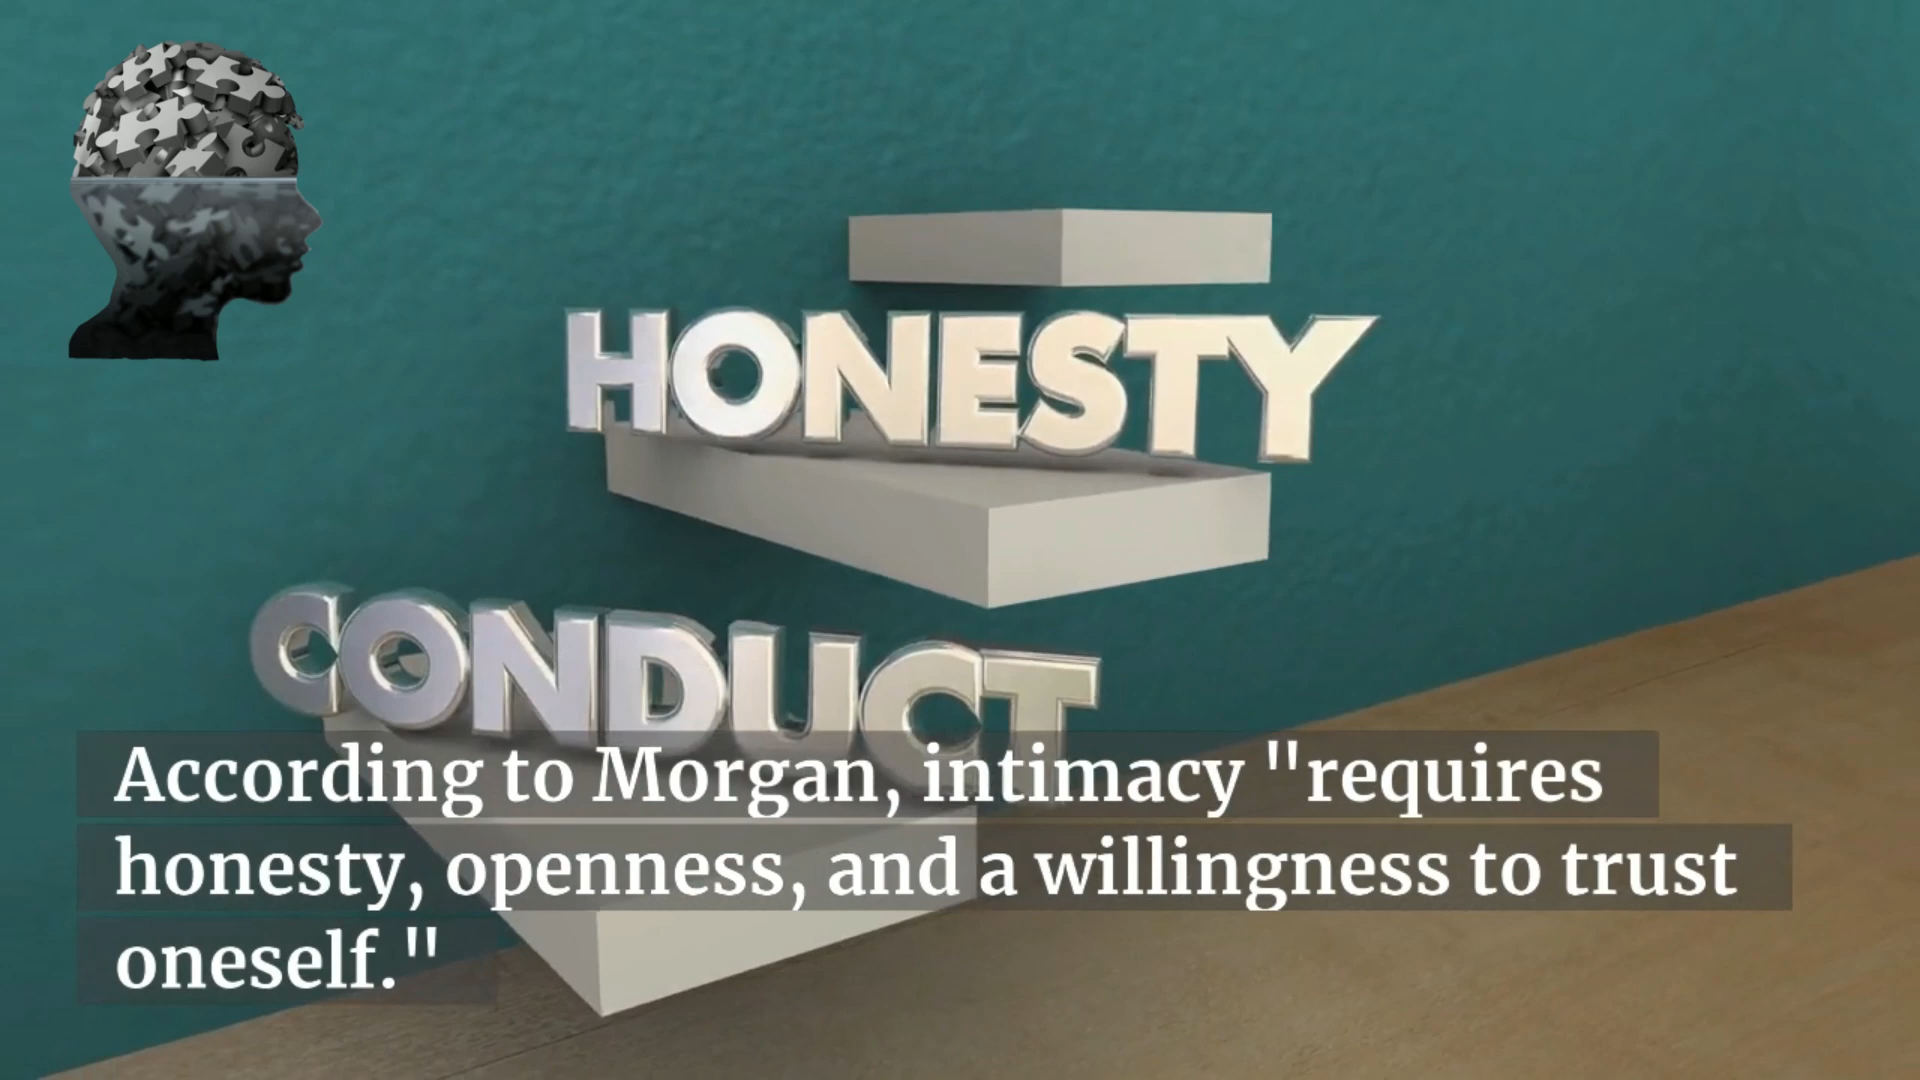 HONESTY
CONDUCT
According to Morgan, intimacy "requires
honesty, openness, and a willingness to trust
oneself."